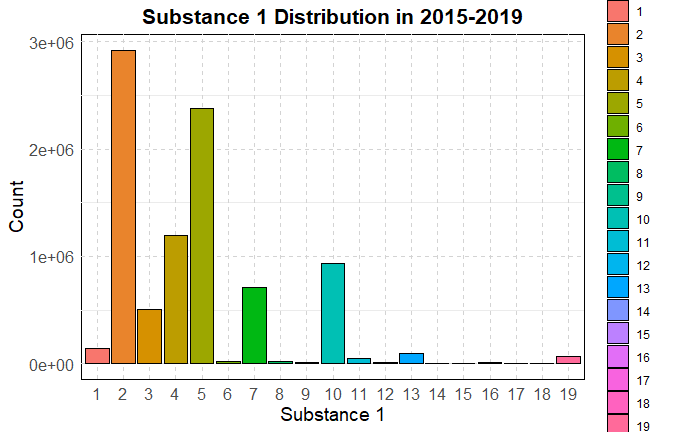 Substance 1 Distribution in 2015-2019
3e+06
2e+06
1e+06
0e+00
Count
1 2 3 4 5 6 7 8 9 10 11 12 13 14 15 16 17 18 19
Substance 1
1
2
3
4
5
6
7
8
9
10
11
12
13
14
15
16
17
18
19